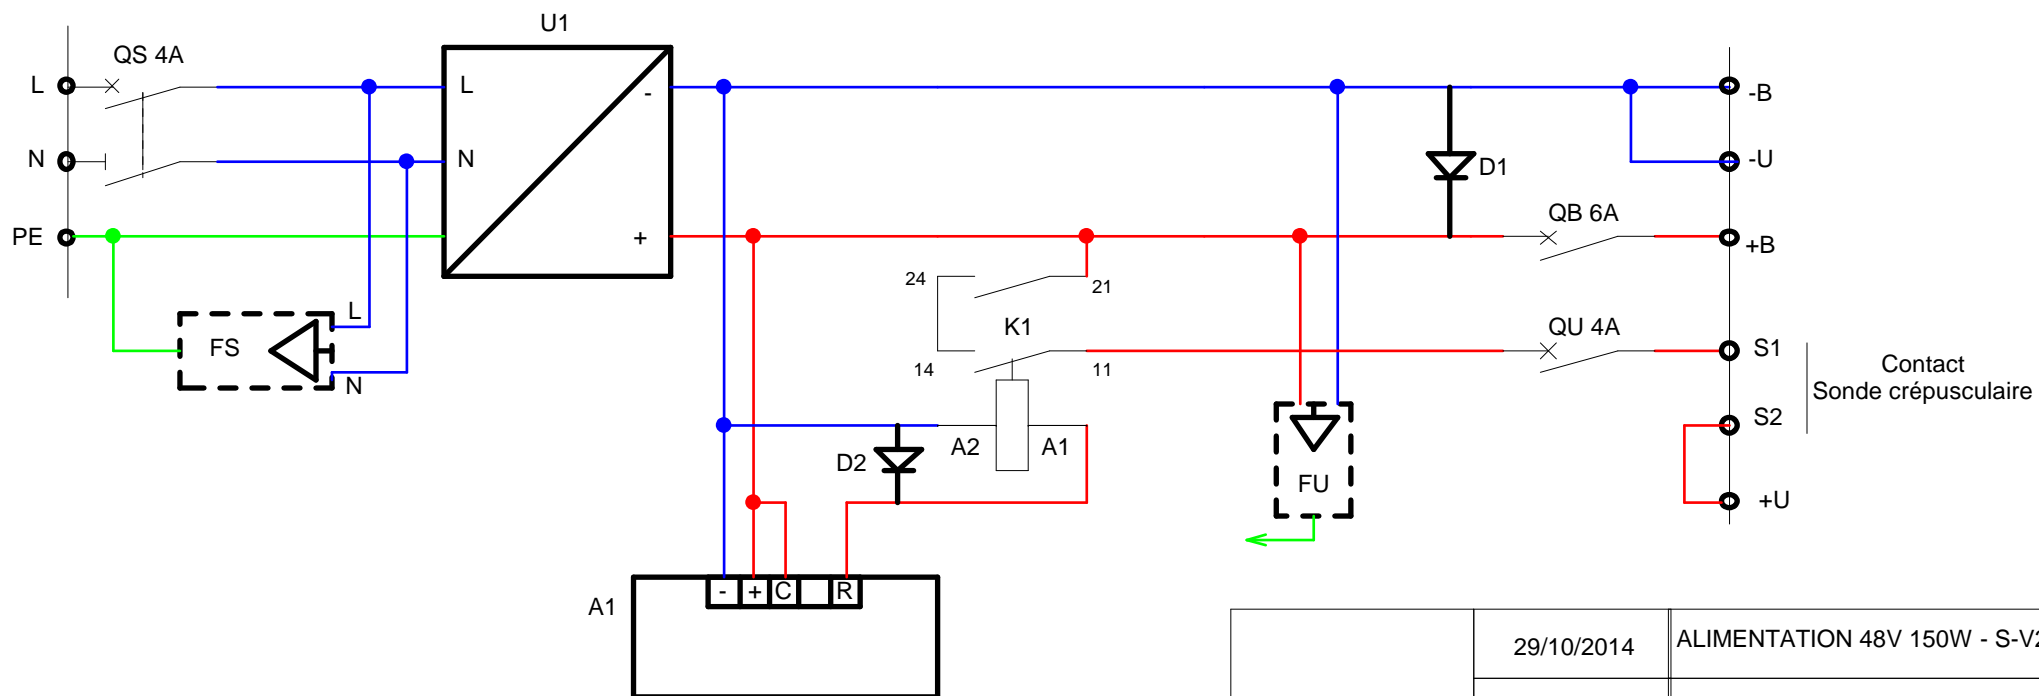 U1
QS 4A
L
L
-
-B
N
N
-U
D1
QB 6A
PE
+
+B
24
21
L
K1
QU 4A
FS
S1
Contact
14
11
Sonde crépusculaire
N
S2
A2
A1
D2
FU
+U
-
+
C
R
A1
29/10/2014
ALIMENTATION 48V 150W - S-V2